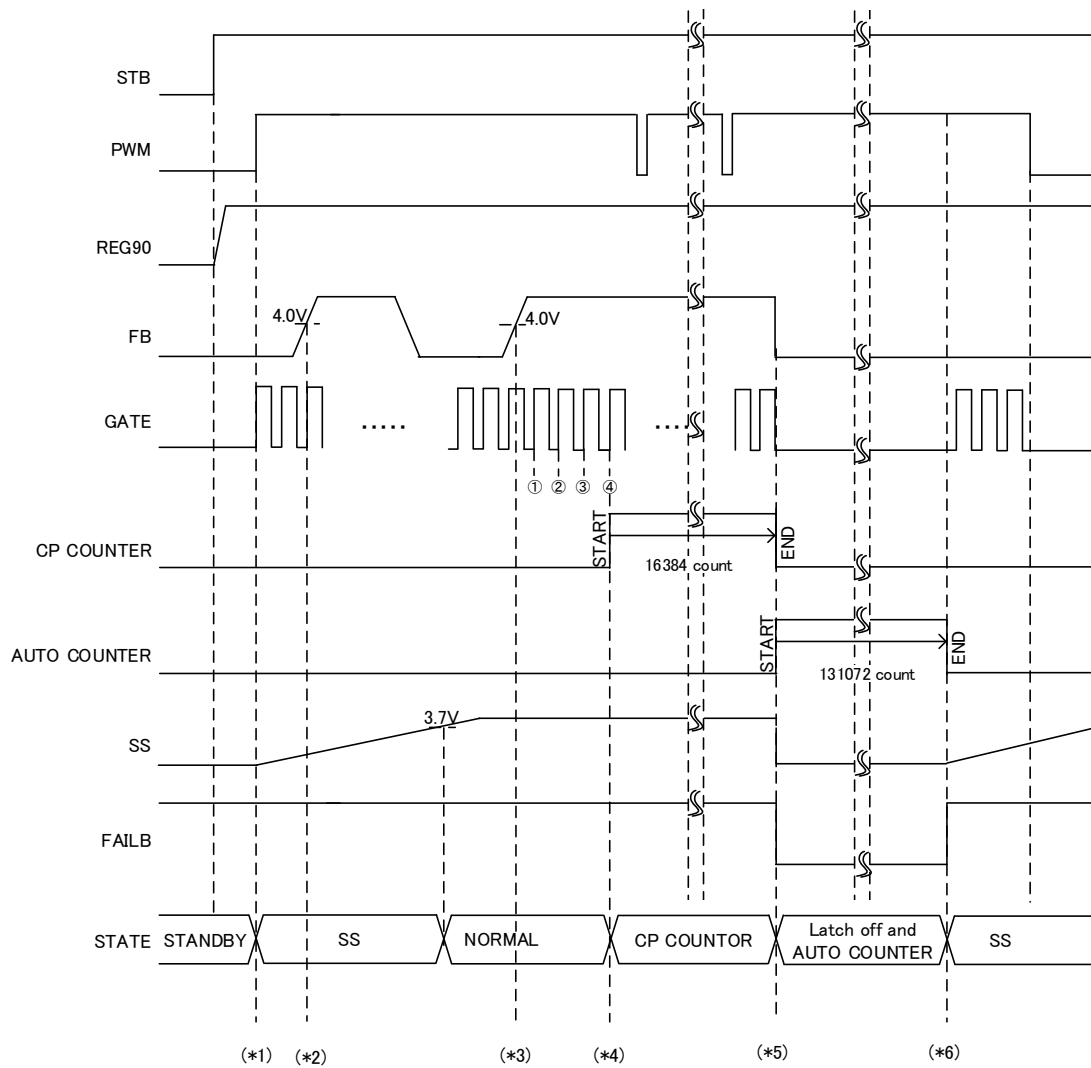 STB
PWM
REG90
4.0V
4.0V
FB
GATE
.....
....
① ② ③ ④
START
END
CP COUNTER
16384 count
START
END
AUTO COUNTER
131072 count
3.7V
SS
FAILB
STATE STANDBY SS NORMAL CP COUNTOR Latch off and
AUTO COUNTER SS
(*1) (*2) (*3) (*4) (*5) (*6)